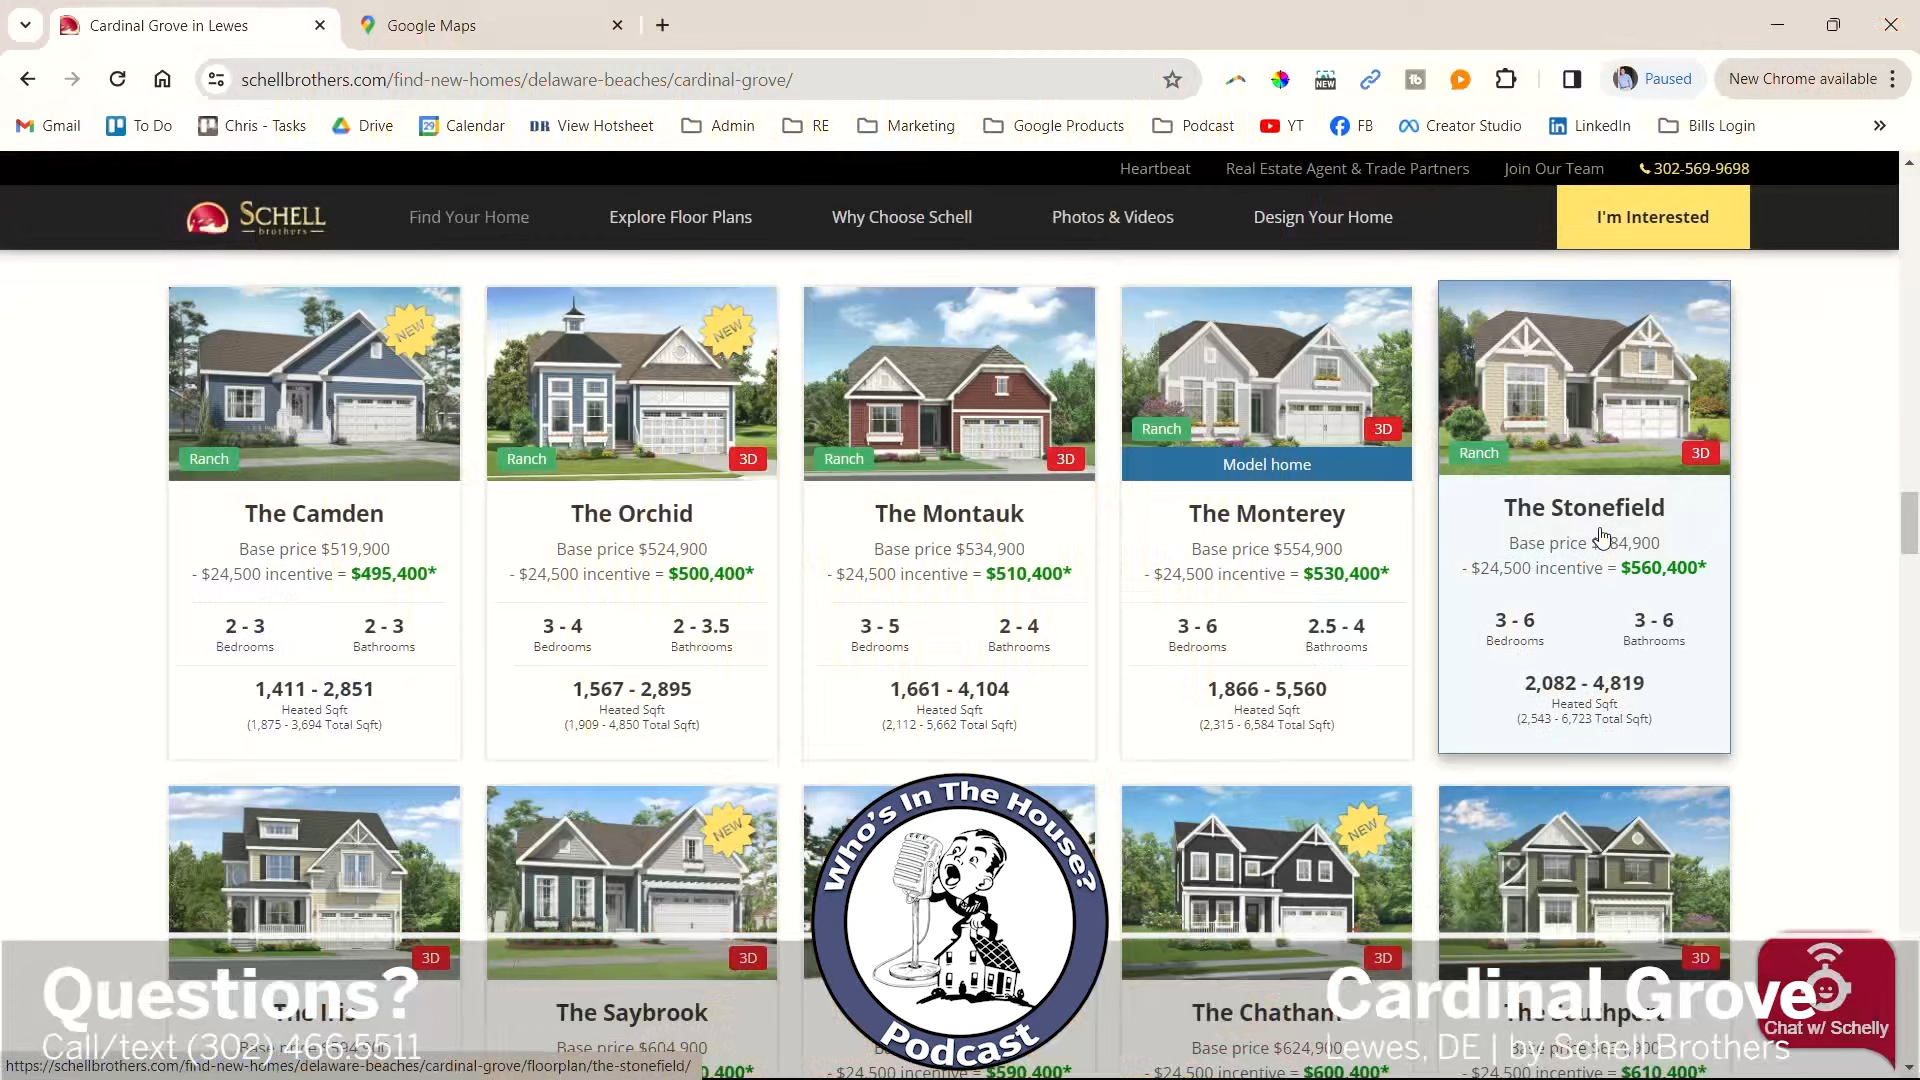 Cardinal Grove in Lewes
Google Maps
schellbrothers.com/find-new-homes/delaware-beaches/cardinal-grove/
NEW
Paused
New Chrome available
Gmail
To Do
Chris - Tasks
Drive
Calendar
DR View Hotsheet
Admin
RE
Marketing
Google Products
Podcast
YT
FB
Creator Studio
LinkedIn
Bills Login
Heartbeat
Real Estate Agent & Trade Partners
Join Our Team
302-569-9698
SCHELL
brothers
Find Your Home
Explore Floor Plans
Why Choose Schell
Photos & Videos
Design Your Home
I'm Interested
NEW
Ranch
The Camden
Base price $519,900
- $24,500 incentive = $495,400*
2 - 3
Bedrooms
2 - 3
Bathrooms
1,411 - 2,851
Heated Sqft
(1,875 - 3,694 Total Sqft)
NEW
Ranch
3D
The Orchid
Base price $524,900
- $24,500 incentive = $500,400*
3 - 4
Bedrooms
2 - 3.5
Bathrooms
1,567 - 2,895
Heated Sqft
(1,909 - 4,850 Total Sqft)
Ranch
3D
The Montauk
Base price $534,900
- $24,500 incentive = $510,400*
3 - 5
Bedrooms
2 - 4
Bathrooms
1,661 - 4,104
Heated Sqft
(2,112 - 5,662 Total Sqft)
Ranch
3D
Model home
The Monterey
Base price $554,900
- $24,500 incentive = $530,400*
3 - 6
Bedrooms
2.5 - 4
Bathrooms
1,866 - 5,560
Heated Sqft
(2,315 - 6,584 Total Sqft)
Ranch
3D
The Stonefield
Base price
- $24,500 incentive = $560,400*
3 - 6
Bedrooms
3 - 6
Bathrooms
2,082 - 4,819
Heated Sqft
(2,543 - 6,723 Total Sqft)
3D
NEW
3D
The Saybrook
Base price $604,900
NEW
3D
The Chatham
Base price $624,900
- $24,500 incentive = $600,400*
3D
- $24,500 incentive = $610,400*
- $24,500 incentive = $590,400*
Who's In The House?
Podcast
Questions?
Call/text (302) 466.5511
Cardinal Grove
Lewes, DE | by Schell Brothers
Chat w/ Schelly
https://schellbrothers.com/find-new-homes/delaware-beaches/cardinal-grove/floorplan/the-stonefield/